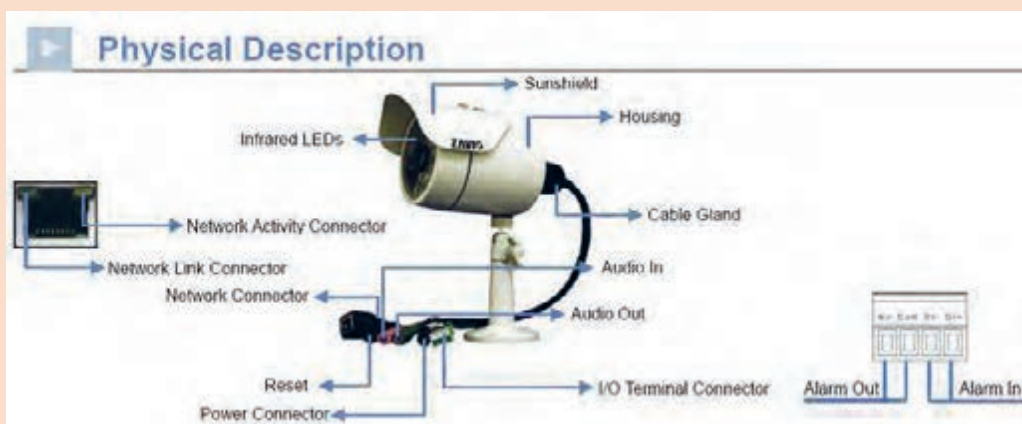 Physical Description
Sunshield
Housing
Infrared LEDs
Cable Gland
Network Activity Connector
Network Link Connector
Audio In
Network Connector
Audio Out
Reset
I/O Terminal Connector
Power Connector
Alarm Out
Alarm In